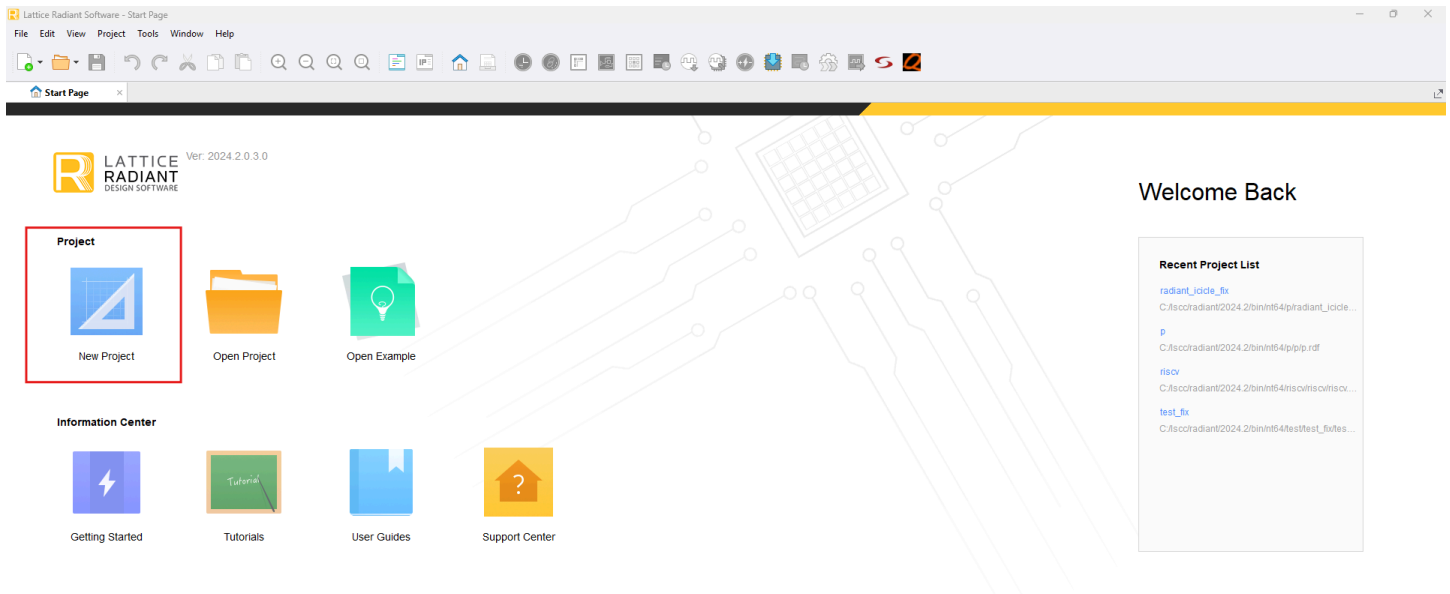 Lattice Radiant Software - Start Page
File Edit View Project Tools Window Help
Start Page
LATTICE
RADIANT
DESIGN SOFTWARE
Ver: 2024.2.0.3.0
Welcome Back
Project
New Project
Open Project
Open Example
Recent Project List
radiant_icicle_fix
C:/lscc/radiant/2024.2/bin/nt64/p/radiant_icicle...
p
C:/lscc/radiant/2024.2/bin/nt64/p/p/p.rdf
riscv
C:/lscc/radiant/2024.2/bin/nt64/riscv/riscv/riscv....
test_fix
C:/lscc/radiant/2024.2/bin/nt64/test/test_fix/tes...
Information Center
Tutorial
Getting Started
Tutorials
User Guides
Support Center